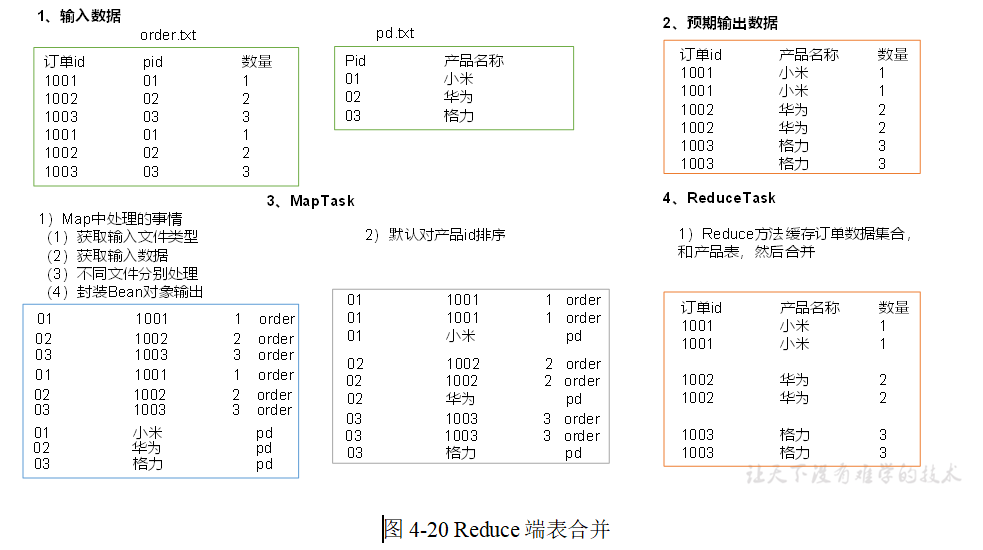 1、输入数据
order.txt
订单id pid 数量
1001 01 1
1002 02 2
1003 03 3
1001 01 1
1002 02 2
1003 03 3
pd.txt
Pid 产品名称
01 小米
02 华为
03 格力
2、预期输出数据
订单id 产品名称 数量
1001 小米 1
1001 小米 1
1002 华为 2
1002 华为 2
1003 格力 3
1003 格力 3
3、MapTask
1）Map中处理的事情
（1）获取输入文件类型
（2）获取输入数据
（3）不同文件分别处理
（4）封装Bean对象输出
01 1001 1 order
02 1002 2 order
03 1003 3 order
01 1001 1 order
02 1002 2 order
03 1003 3 order
01 小米 pd
02 华为 pd
03 格力 pd
2）默认对产品id排序
01 1001 1 order
01 1001 1 order
01 小米 pd
02 1002 2 order
02 1002 2 order
02 华为 pd
03 1003 3 order
03 1003 3 order
03 格力 pd
4、ReduceTask
1）Reduce方法缓存订单数据集合，
和产品表，然后合并
订单id 产品名称 数量
1001 小米 1
1001 小米 1
1002 华为 2
1002 华为 2
1003 格力 3
1003 格力 3
让天下没有难学的技术
图 4-20 Reduce 端表合并